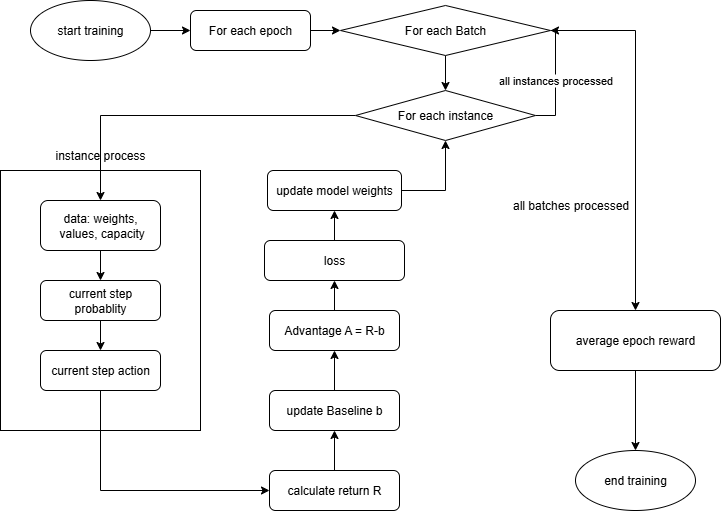 start training
For each epoch
For each Batch
all instances processed
For each instance
instance process
update model weights
data: weights,
values, capacity
all batches processed
loss
current step
probablity
Advantage A = R-b
average epoch reward
current step action
update Baseline b
calculate return R
end training